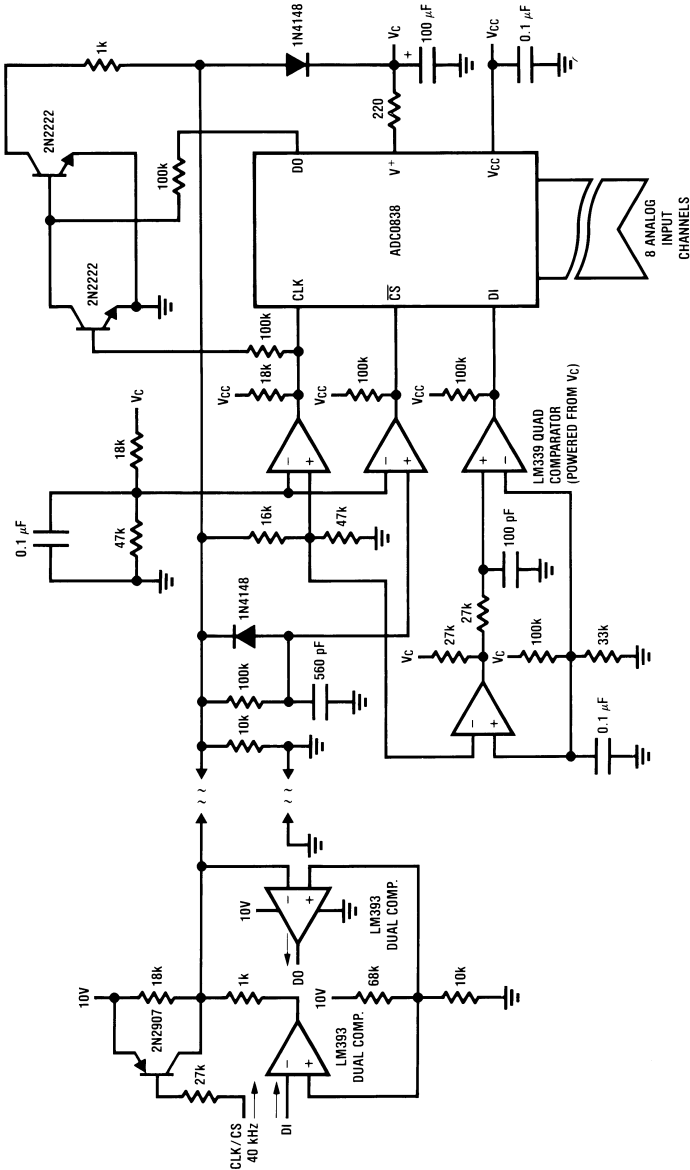 10V
18k
2N2907
27k
CLK/CS
40 kHz
DI
1k
LM393
DUAL COMP.
10V
DO
10V
68k
10k
LM393
DUAL COMP.
~
~
~
~
10k
100k
1N4148
560 pF
0.1 µF
47k
18k
VC
16k
47k
VCC
18k
100k
VCC
100k
VCC
100k
LM339 QUAD
COMPARATOR
(POWERED FROM VC)
VC
27k
27k
100 pF
VC
100k
33k
0.1 µF
− +
− +
− +
− +
+ −
− +
2N2222
2N2222
100k
1k
1N4148
CLK
CS
DI
ADC0838
DO
V+
VCC
220
VC
+
100 µF
VCC
0.1 µF
8 ANALOG
INPUT
CHANNELS